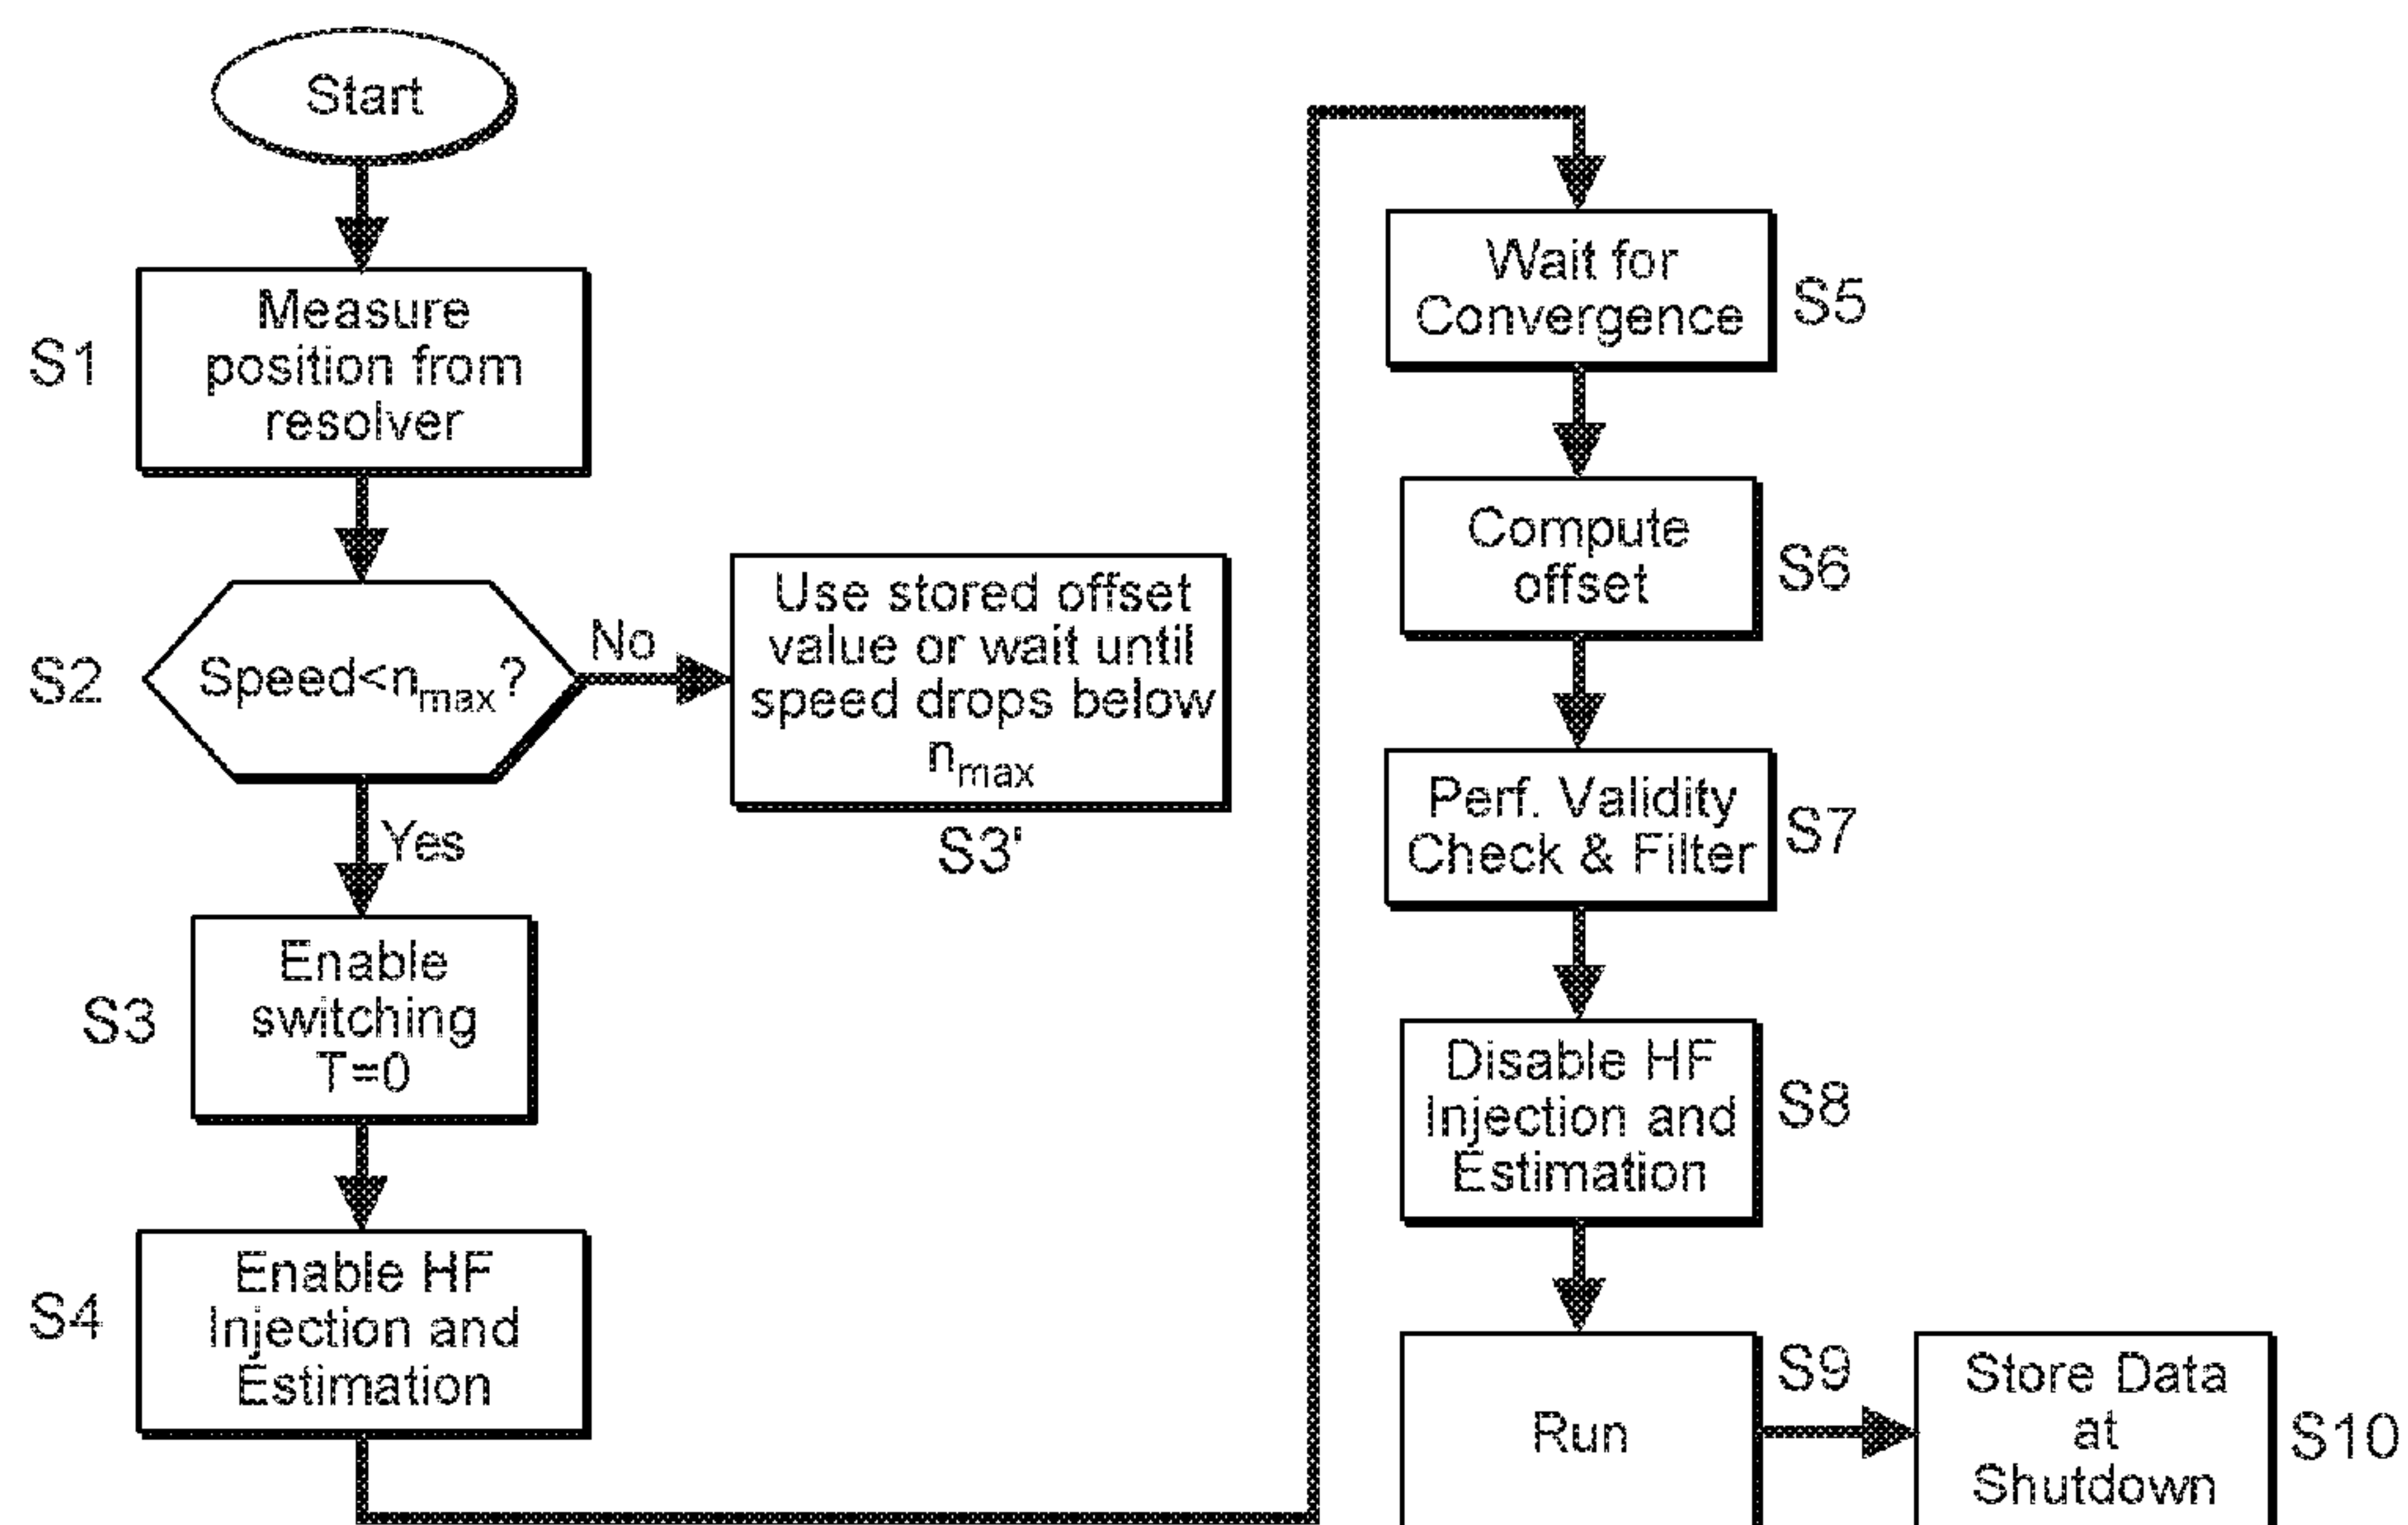 Start
S1
Measure
position from
resolver
S2
Speed<nmax?
No
Use stored offset
value or wait until
speed drops below
nmax
S3'
Yes
S3
Enable
switching
T=0
S4
Enable HF
Injection and
Estimation
Wait for
Convergence
S5
Compute
offset
S6
Perf. Validity
Check & Filter
S7
Disable HF
Injection and
Estimation
S8
Run
S9
Store Data
at
Shutdown
S10